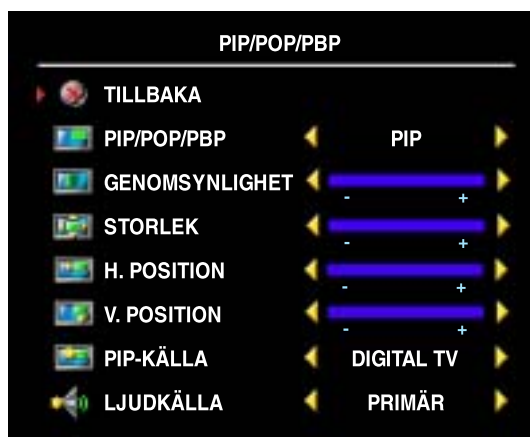 PIP/POP/PBP
TILLBAKA
PIP/POP/PBP PIP
GENOMSYNLIGHET
- +
STORLEK
- +
H. POSITION
- +
V. POSITION
- +
PIP-KÄLLA DIGITAL TV
LJUDKÄLLA PRIMÄR